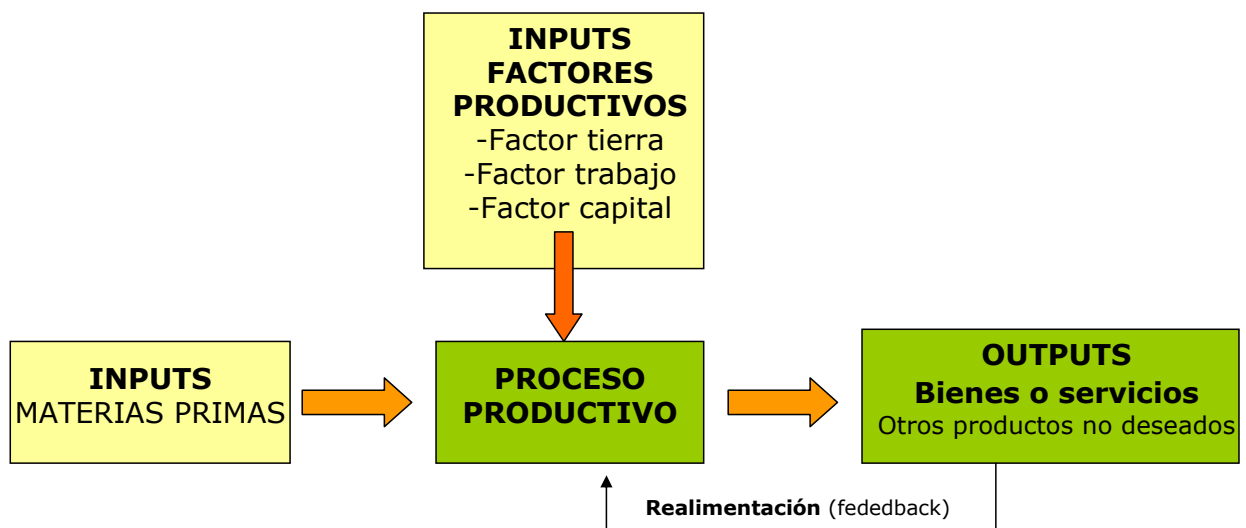 INPUTS
FACTORES
PRODUCTIVOS
-Factor tierra
-Factor trabajo
-Factor capital
INPUTS
MATERIAS PRIMAS
PROCESO
PRODUCTIVO
OUTPUTS
Bienes o servicios
Otros productos no deseados
Realimentación (fededback)